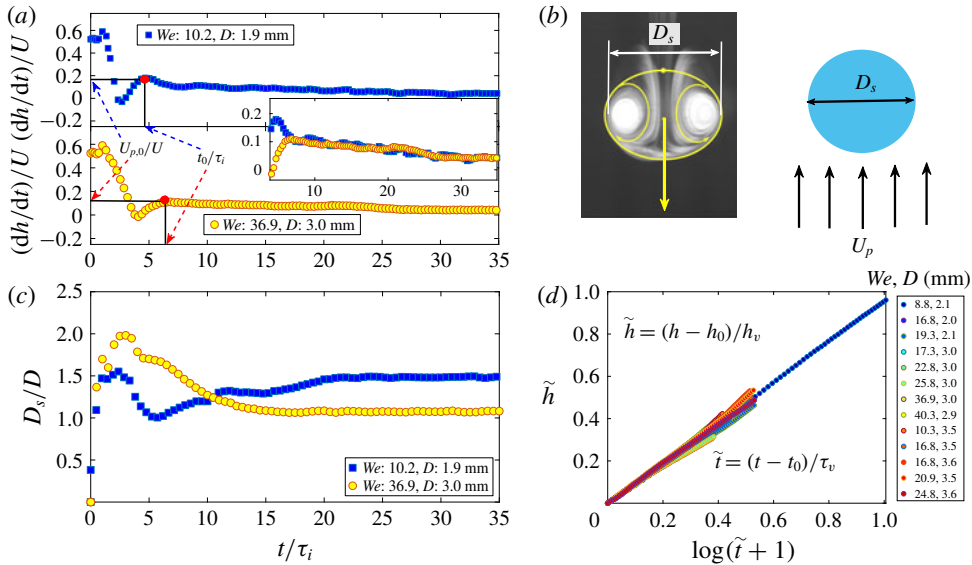 (a)
(dh/dt)/U (dh/dt)/U
0.6
0.4
0.2
0
−0.2
0.6
0.4
0.2
0
−0.2
We: 10.2, D: 1.9 mm
U_{p,0}/U
t_0/τ_i
0.2
0.1
0
10 20 30
We: 36.9, D: 3.0 mm
0 5 10 15 20 25 30 35
(b)
D_s
D_s
U_p
(c)
D_s/D
2.5
2.0
1.5
1.0
0.5
We: 10.2, D: 1.9 mm
We: 36.9, D: 3.0 mm
0 5 10 15 20 25 30 35
t/τ_i
(d)
We, D (mm)
h̃
1.0
0.8
0.6
0.4
0.2
h̃ = (h − h_0)/h_v
t̃ = (t − t_0)/τ_v
0 0.2 0.4 0.6 0.8 1.0
log(t̃ + 1)
8.8, 2.1
16.8, 2.0
19.3, 2.1
17.3, 3.0
22.8, 3.0
25.8, 3.0
36.9, 3.0
40.3, 2.9
10.3, 3.5
16.8, 3.5
16.8, 3.6
20.9, 3.5
24.8, 3.6